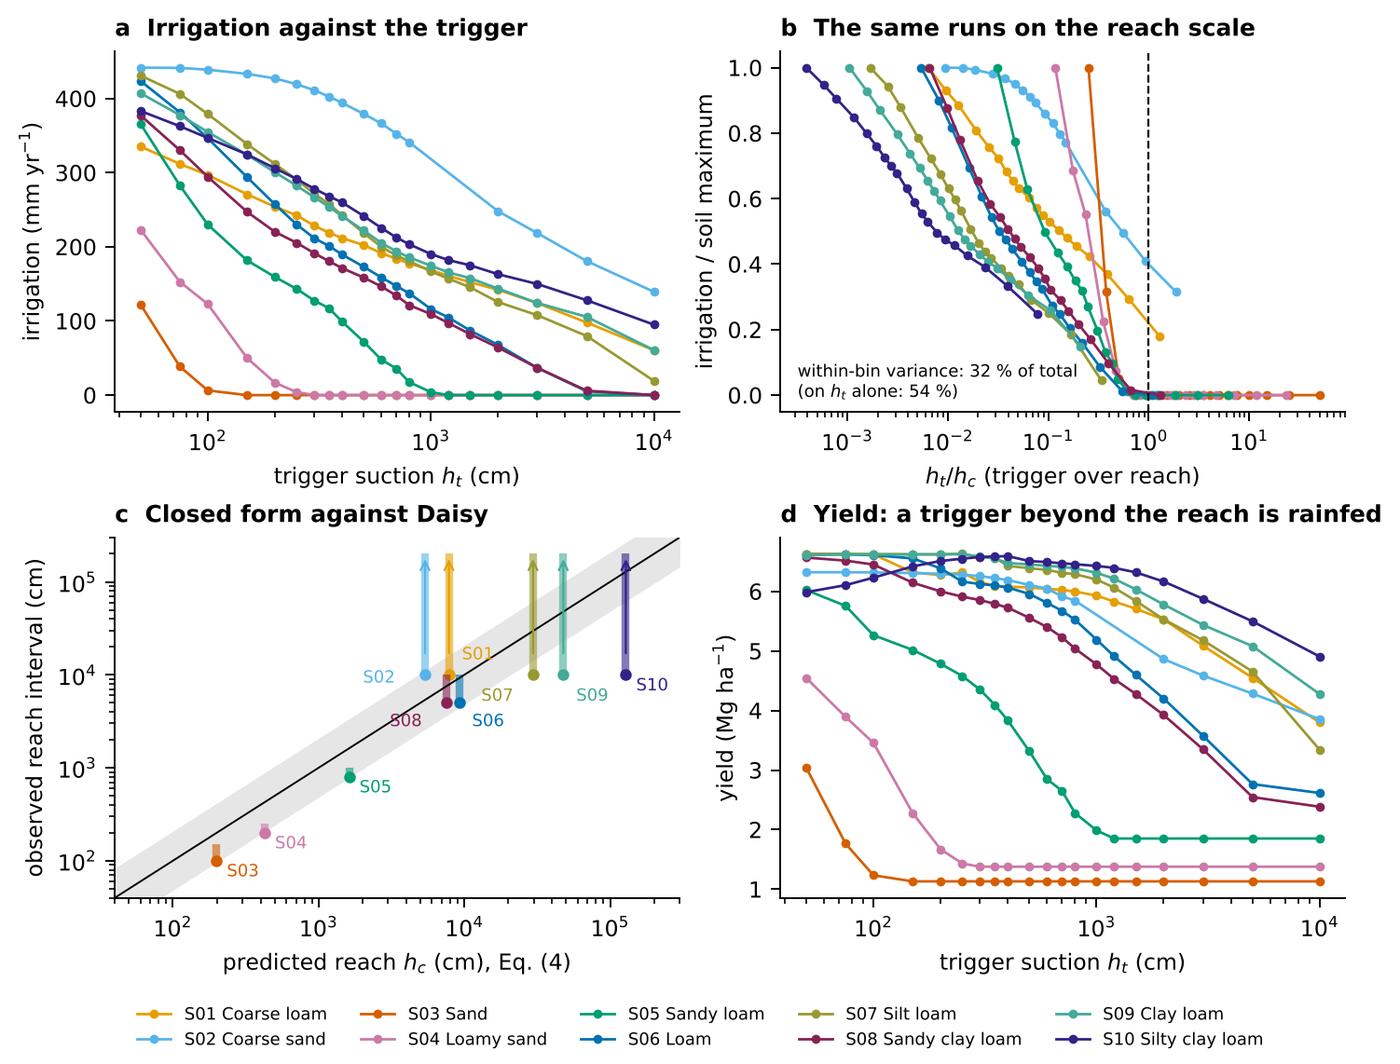 a Irrigation against the trigger
irrigation (mm yr⁻¹)
400
300
200
100
0
10² 10³ 10⁴
trigger suction hₜ (cm)
b The same runs on the reach scale
irrigation / soil maximum
1.0
0.8
0.6
0.4
0.2
0.0
within-bin variance: 32 % of total
(on hₜ alone: 54 %)
10⁻³ 10⁻² 10⁻¹ 10⁰ 10¹
hₜ/h_c (trigger over reach)
c Closed form against Daisy
observed reach interval (cm)
10⁵
10⁴
10³
10²
S01
S02
S10
S07
S09
S08
S06
S05
S04
S03
10² 10³ 10⁴ 10⁵
predicted reach h_c (cm), Eq. (4)
d Yield: a trigger beyond the reach is rainfed
yield (Mg ha⁻¹)
6
5
4
3
2
1
10² 10³ 10⁴
trigger suction hₜ (cm)
S01 Coarse loam S03 Sand S05 Sandy loam S07 Silt loam S09 Clay loam
S02 Coarse sand S04 Loamy sand S06 Loam S08 Sandy clay loam S10 Silty clay loam